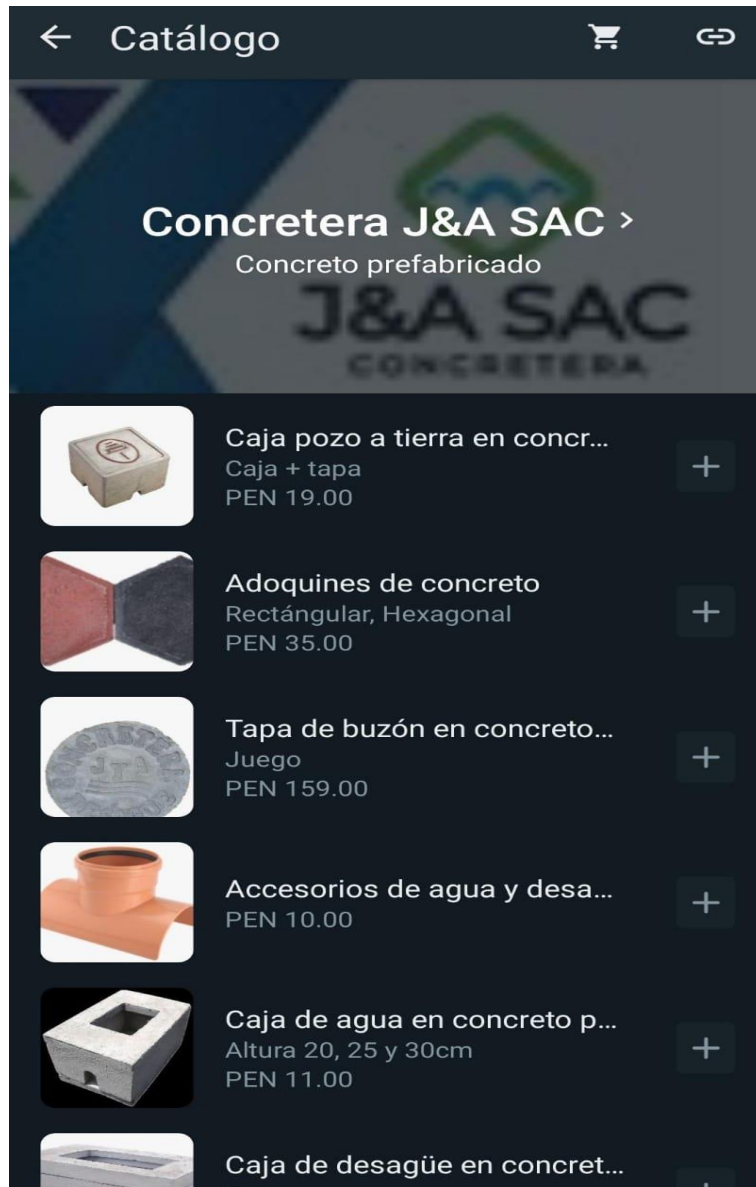 Catálogo
Concretera J&A SAC >
Concreto prefabricado
J&A SAC
CONCRETERA
Caja pozo a tierra en concr...
Caja + tapa
PEN 19.00
Adoquines de concreto
Rectángular, Hexagonal
PEN 35.00
Tapa de buzón en concreto...
Juego
PEN 159.00
Accesorios de agua y desa...
PEN 10.00
Caja de agua en concreto p...
Altura 20, 25 y 30cm
PEN 11.00
Caja de desagüe en concret...